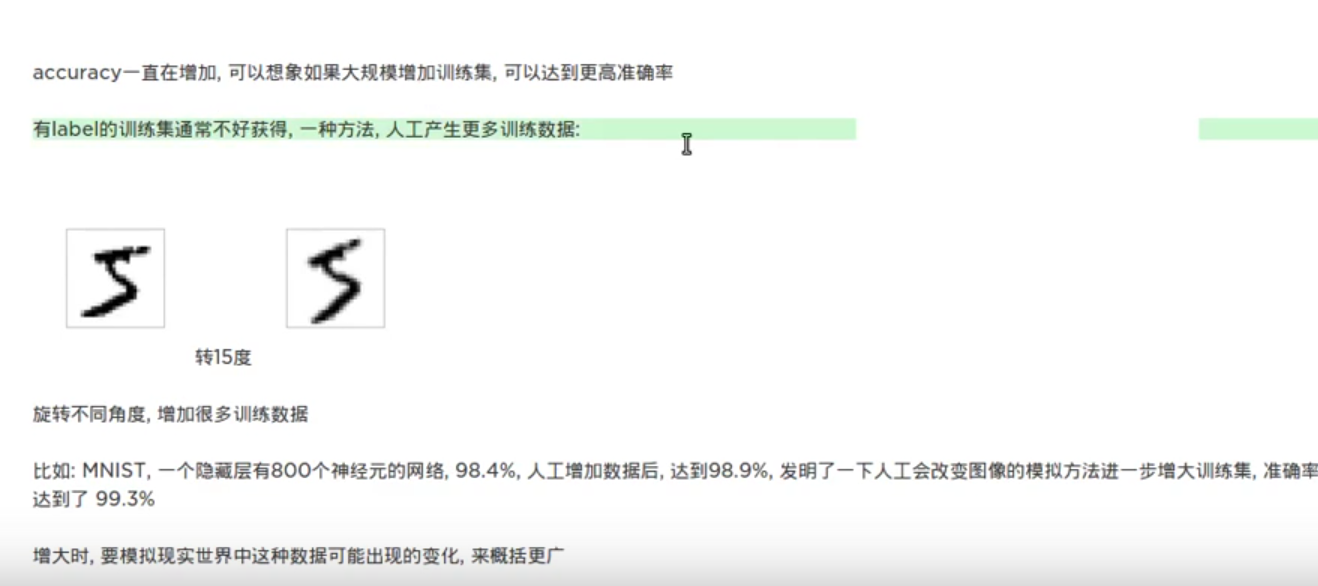 accuracy一直在增加, 可以想象如果大规模增加训练集, 可以达到更高准确率
有label的训练集通常不好获得, 一种方法, 人工产生更多训练数据:
5 5
转15度
旋转不同角度, 增加很多训练数据
比如: MNIST, 一个隐藏层有800个神经元的网络, 98.4%, 人工增加数据后, 达到98.9%, 发明了一下人工会改变图像的模拟方法进一步增大训练集, 准确率
达到了 99.3%
增大时, 要模拟现实世界中这种数据可能出现的变化, 来概括更广